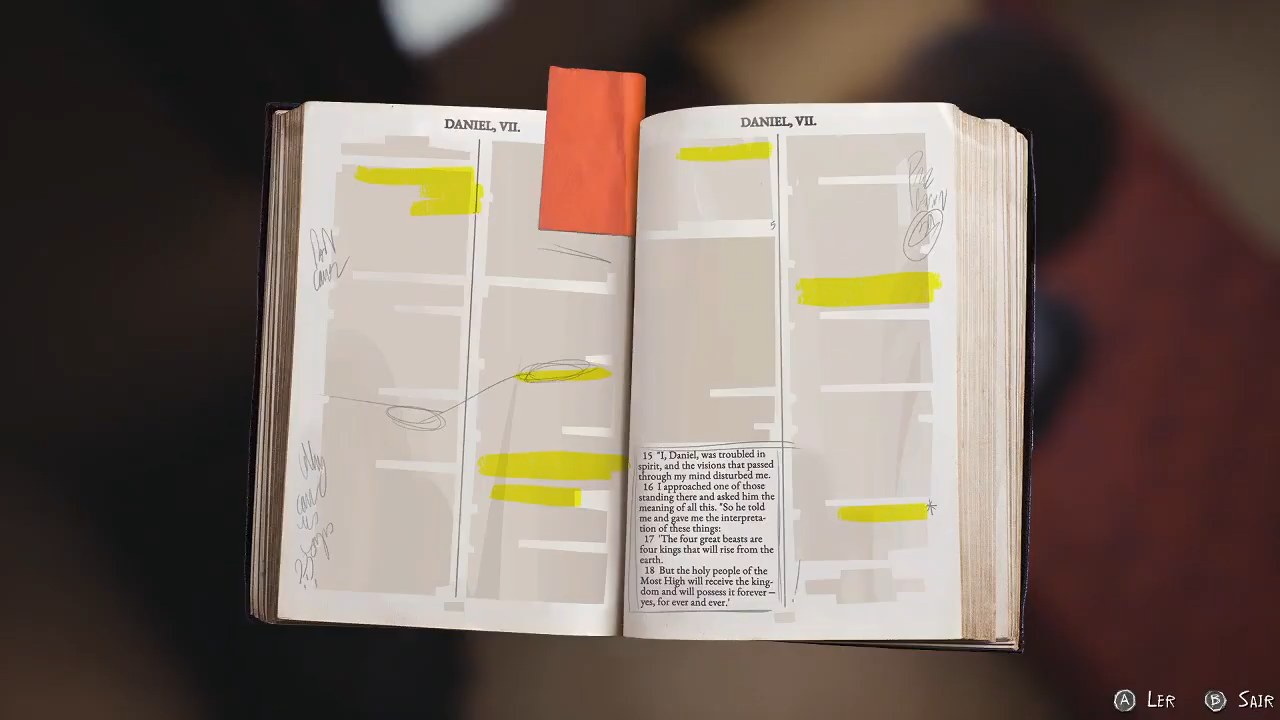 DANIEL, VII.
DANIEL, VII.
5
15 "I, Daniel, was troubled in
spirit, and the visions that passed
through my mind disturbed me.
16 I approached one of those
standing there and asked him the
meaning of all this. "So he told
me and gave me the interpreta-
tion of these things:
17 'The four great beasts are
four kings that will rise from the
earth.
18 But the holy people of the
Most High will receive the king-
dom and will possess it forever –
yes, for ever and ever.'
A LER B SAIR